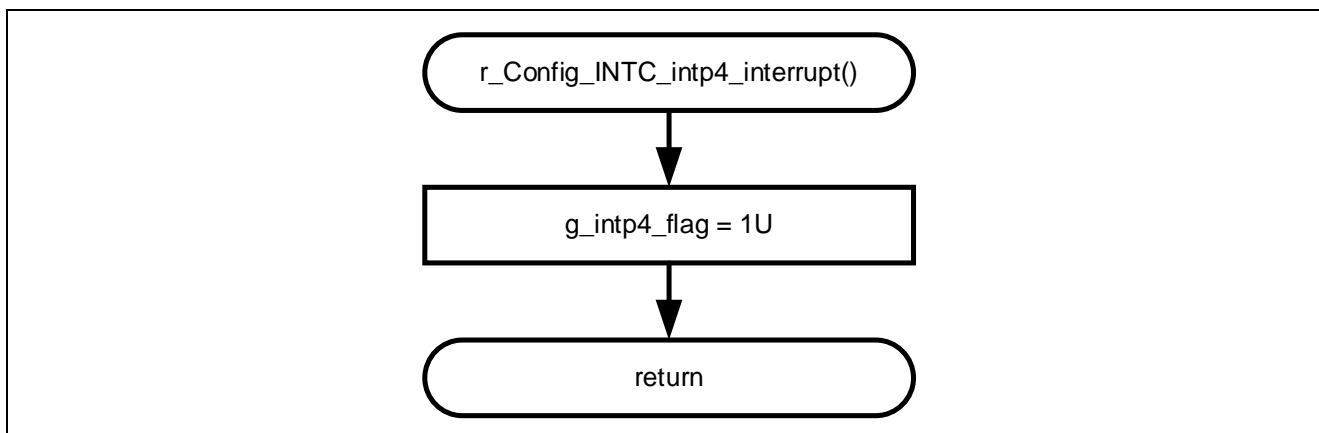 r_Config_INTC_intp4_interrupt()
g_intp4_flag = 1U
return